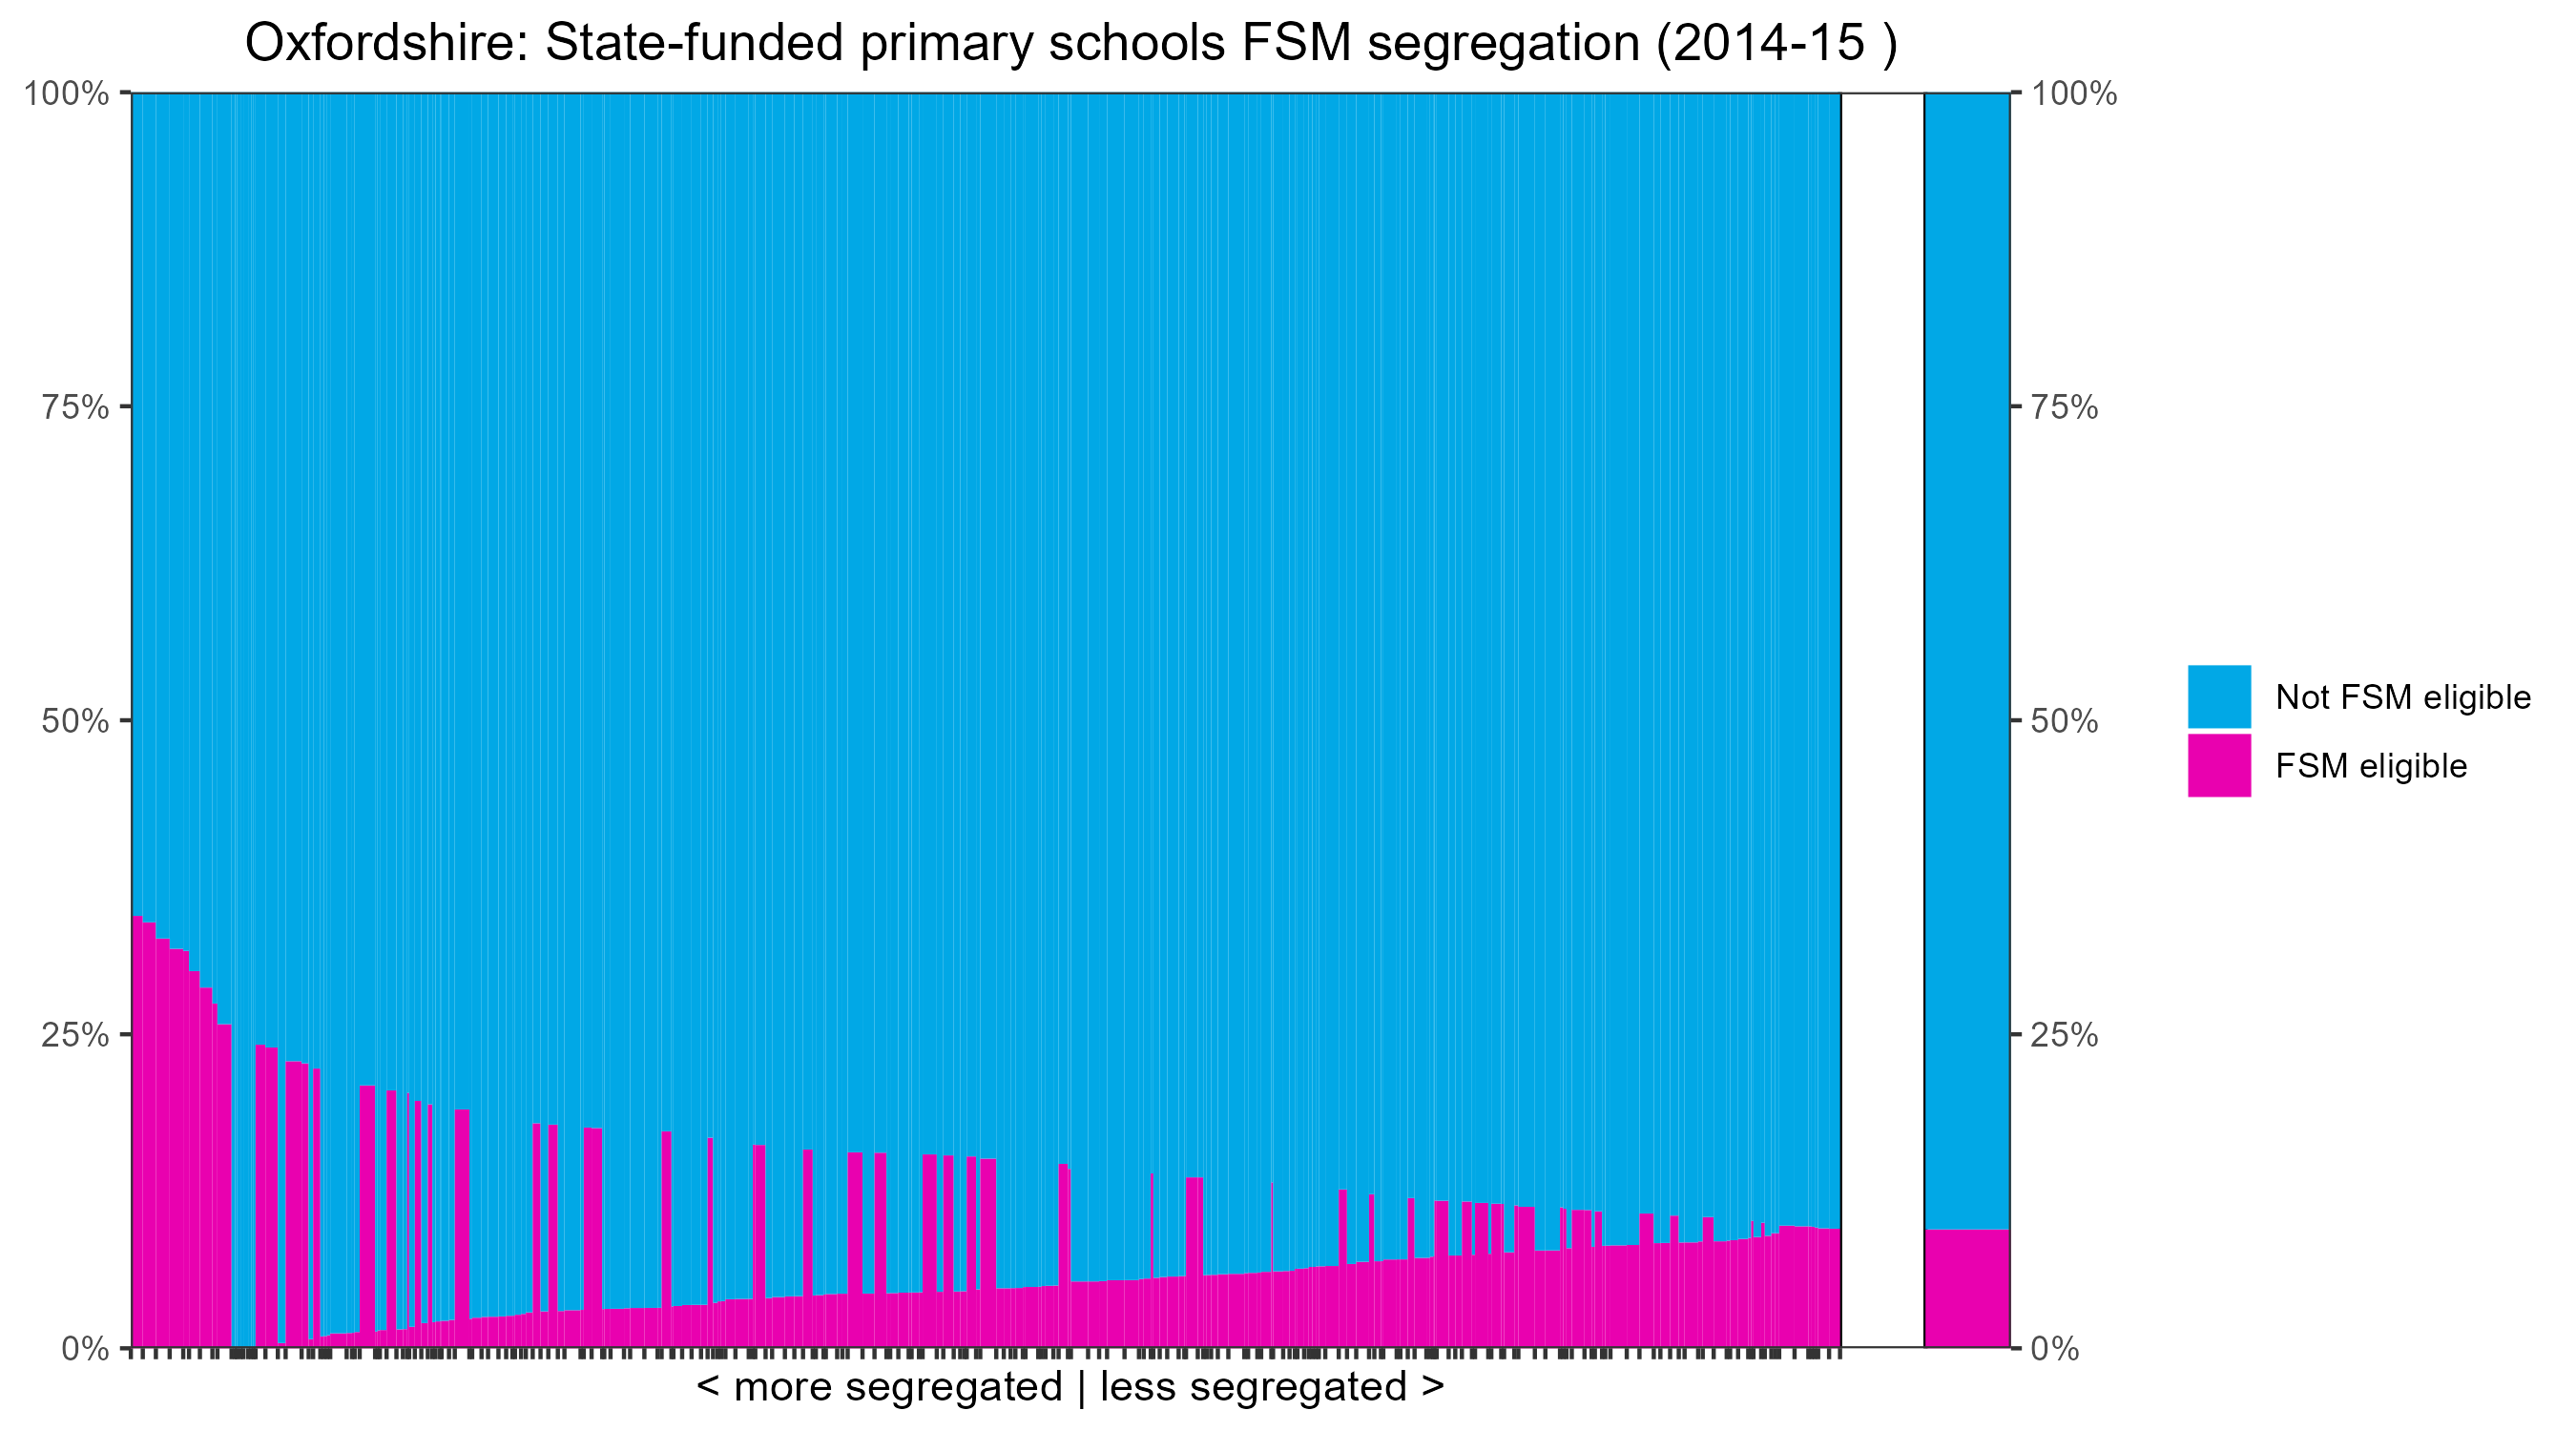 Oxfordshire: State-funded primary schools FSM segregation (2014-15 )
100%
75%
50%
25%
0%
100%
75%
50%
25%
0%
Not FSM eligible
FSM eligible
< more segregated | less segregated >